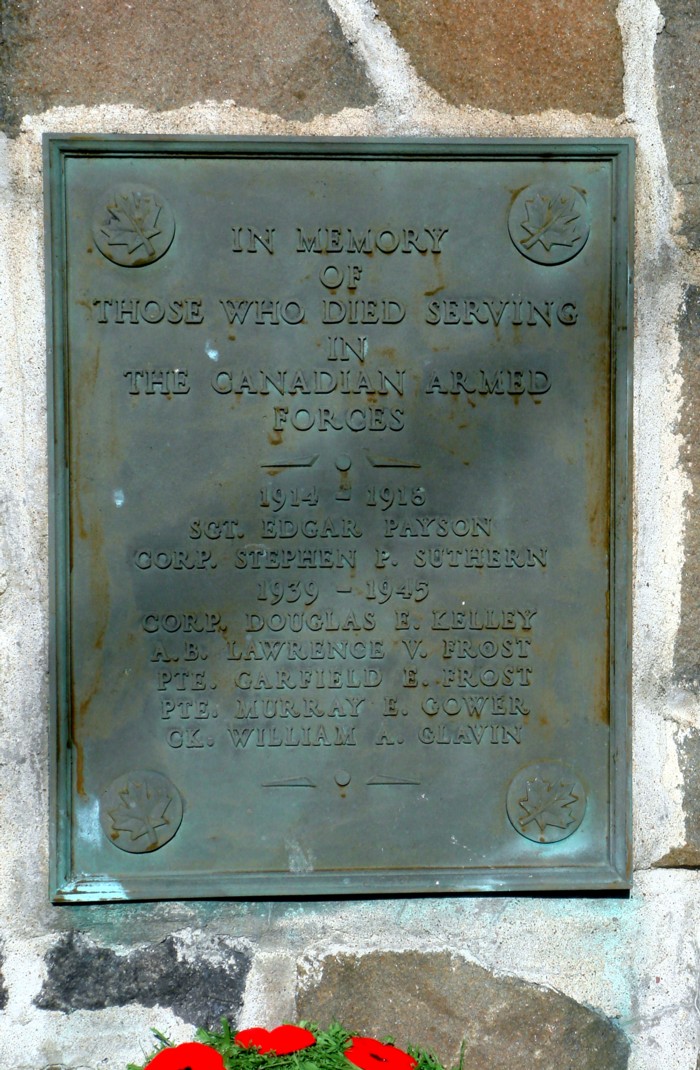 IN MEMORY
OF
THOSE WHO DIED SERVING
IN
THE CANADIAN ARMED
FORCES
1914 - 1918
SGT. EDGAR PAYSON
CORP. STEPHEN P. SUTHERN
1939 - 1945
CORP. DOUGLAS E. KELLEY
A.B. LAWRENCE V. FROST
PTE. GARFIELD E. FROST
PTE. MURRAY E. GOWER
CK. WILLIAM A. GLAVIN